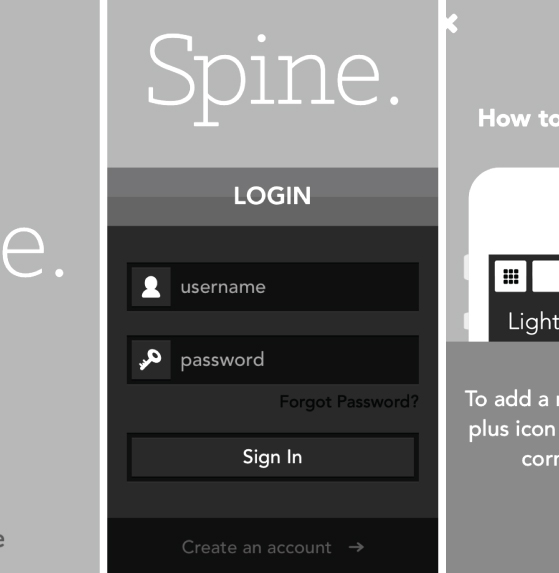 e.
e
Spine.
LOGIN
username
password
Forgot Password?
Sign In
Create an account →
How to
Light
To add a
plus icon
corr